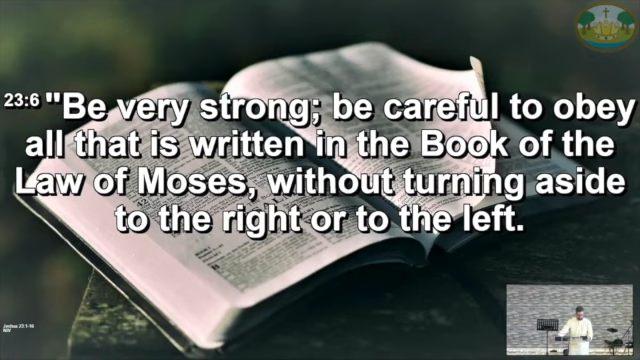 23:6 "Be very strong; be careful to obey
all that is written in the Book of the
Law of Moses, without turning aside
to the right or to the left.
Joshua 23:1-16
NIV